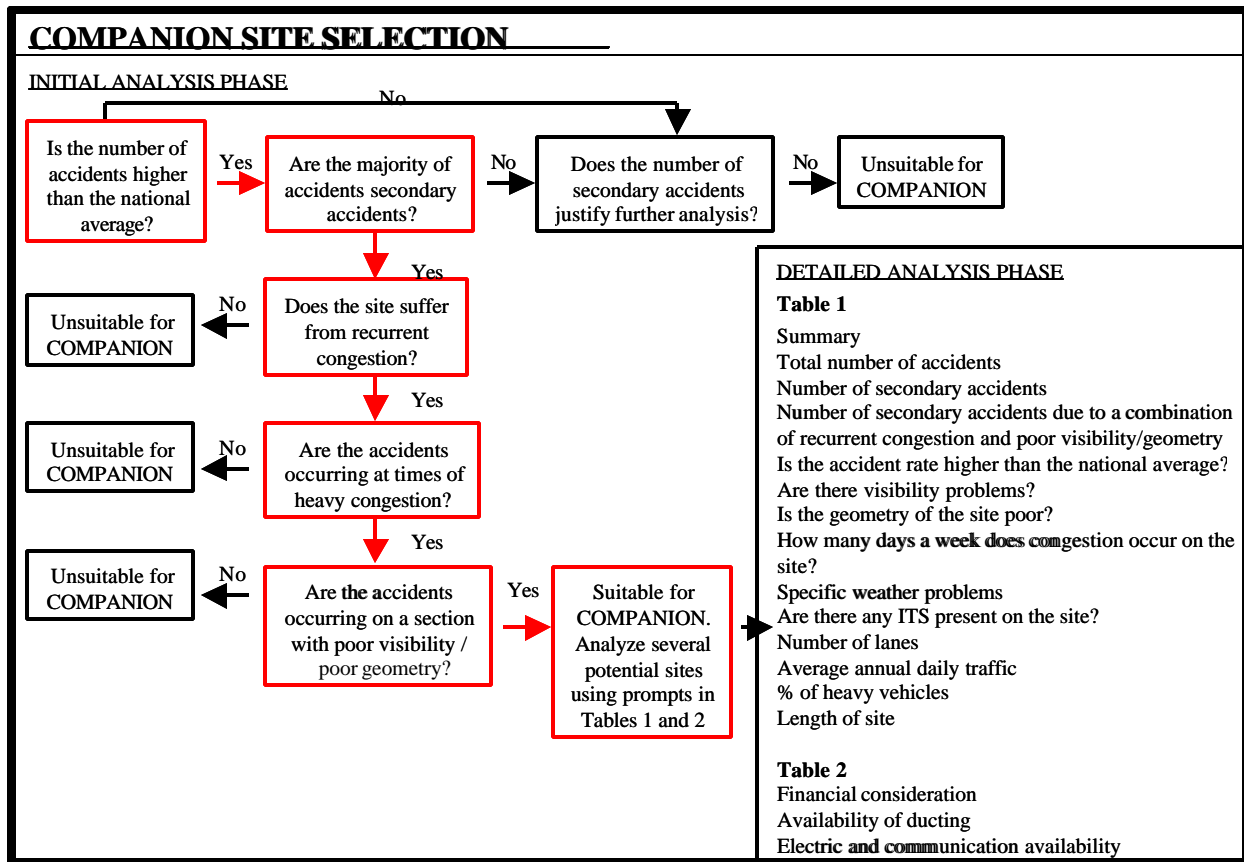 COMPANION SITE SELECTION
INITIAL ANALYSIS PHASE
No
Is the number of
accidents higher
than the national
average?
Yes
Are the majority of
accidents secondary
accidents?
No
Does the number of
secondary accidents
justify further analysis?
No
Unsuitable for
COMPANION
Yes
Unsuitable for
COMPANION
No
Does the site suffer
from recurrent
congestion?
Yes
Unsuitable for
COMPANION
No
Are the accidents
occurring at times of
heavy congestion?
Yes
Unsuitable for
COMPANION
No
Are the accidents
occurring on a section
with poor visibility /
poor geometry?
Yes
Suitable for
COMPANION.
Analyze several
potential sites
using prompts in
Tables 1 and 2
DETAILED ANALYSIS PHASE
Table 1
Summary
Total number of accidents
Number of secondary accidents
Number of secondary accidents due to a combination
of recurrent congestion and poor visibility/geometry
Is the accident rate higher than the national average?
Are there visibility problems?
Is the geometry of the site poor?
How many days a week does congestion occur on the
site?
Specific weather problems
Are there any ITS present on the site?
Number of lanes
Average annual daily traffic
% of heavy vehicles
Length of site
Table 2
Financial consideration
Availability of ducting
Electric and communication availability